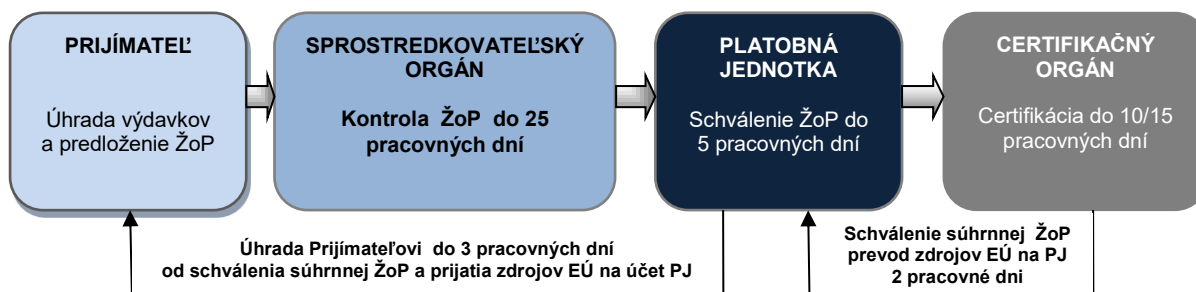 PRIJÍMATEĽ
Úhrada výdavkov
a predloženie ŽoP
SPROSTREDKOVATEĽSKÝ
ORGÁN
Kontrola ŽoP do 25
pracovných dní
PLATOBNÁ
JEDNOTKA
Schválenie ŽoP do
5 pracovných dní
CERTIFIKAČNÝ
ORGÁN
Certifikácia do 10/15
pracovných dní
Úhrada Prijímateľovi do 3 pracovných dní
od schválenia súhrnnej ŽoP a prijatia zdrojov EÚ na účet PJ
Schválenie súhrnnej ŽoP
prevod zdrojov EÚ na PJ
2 pracovné dni